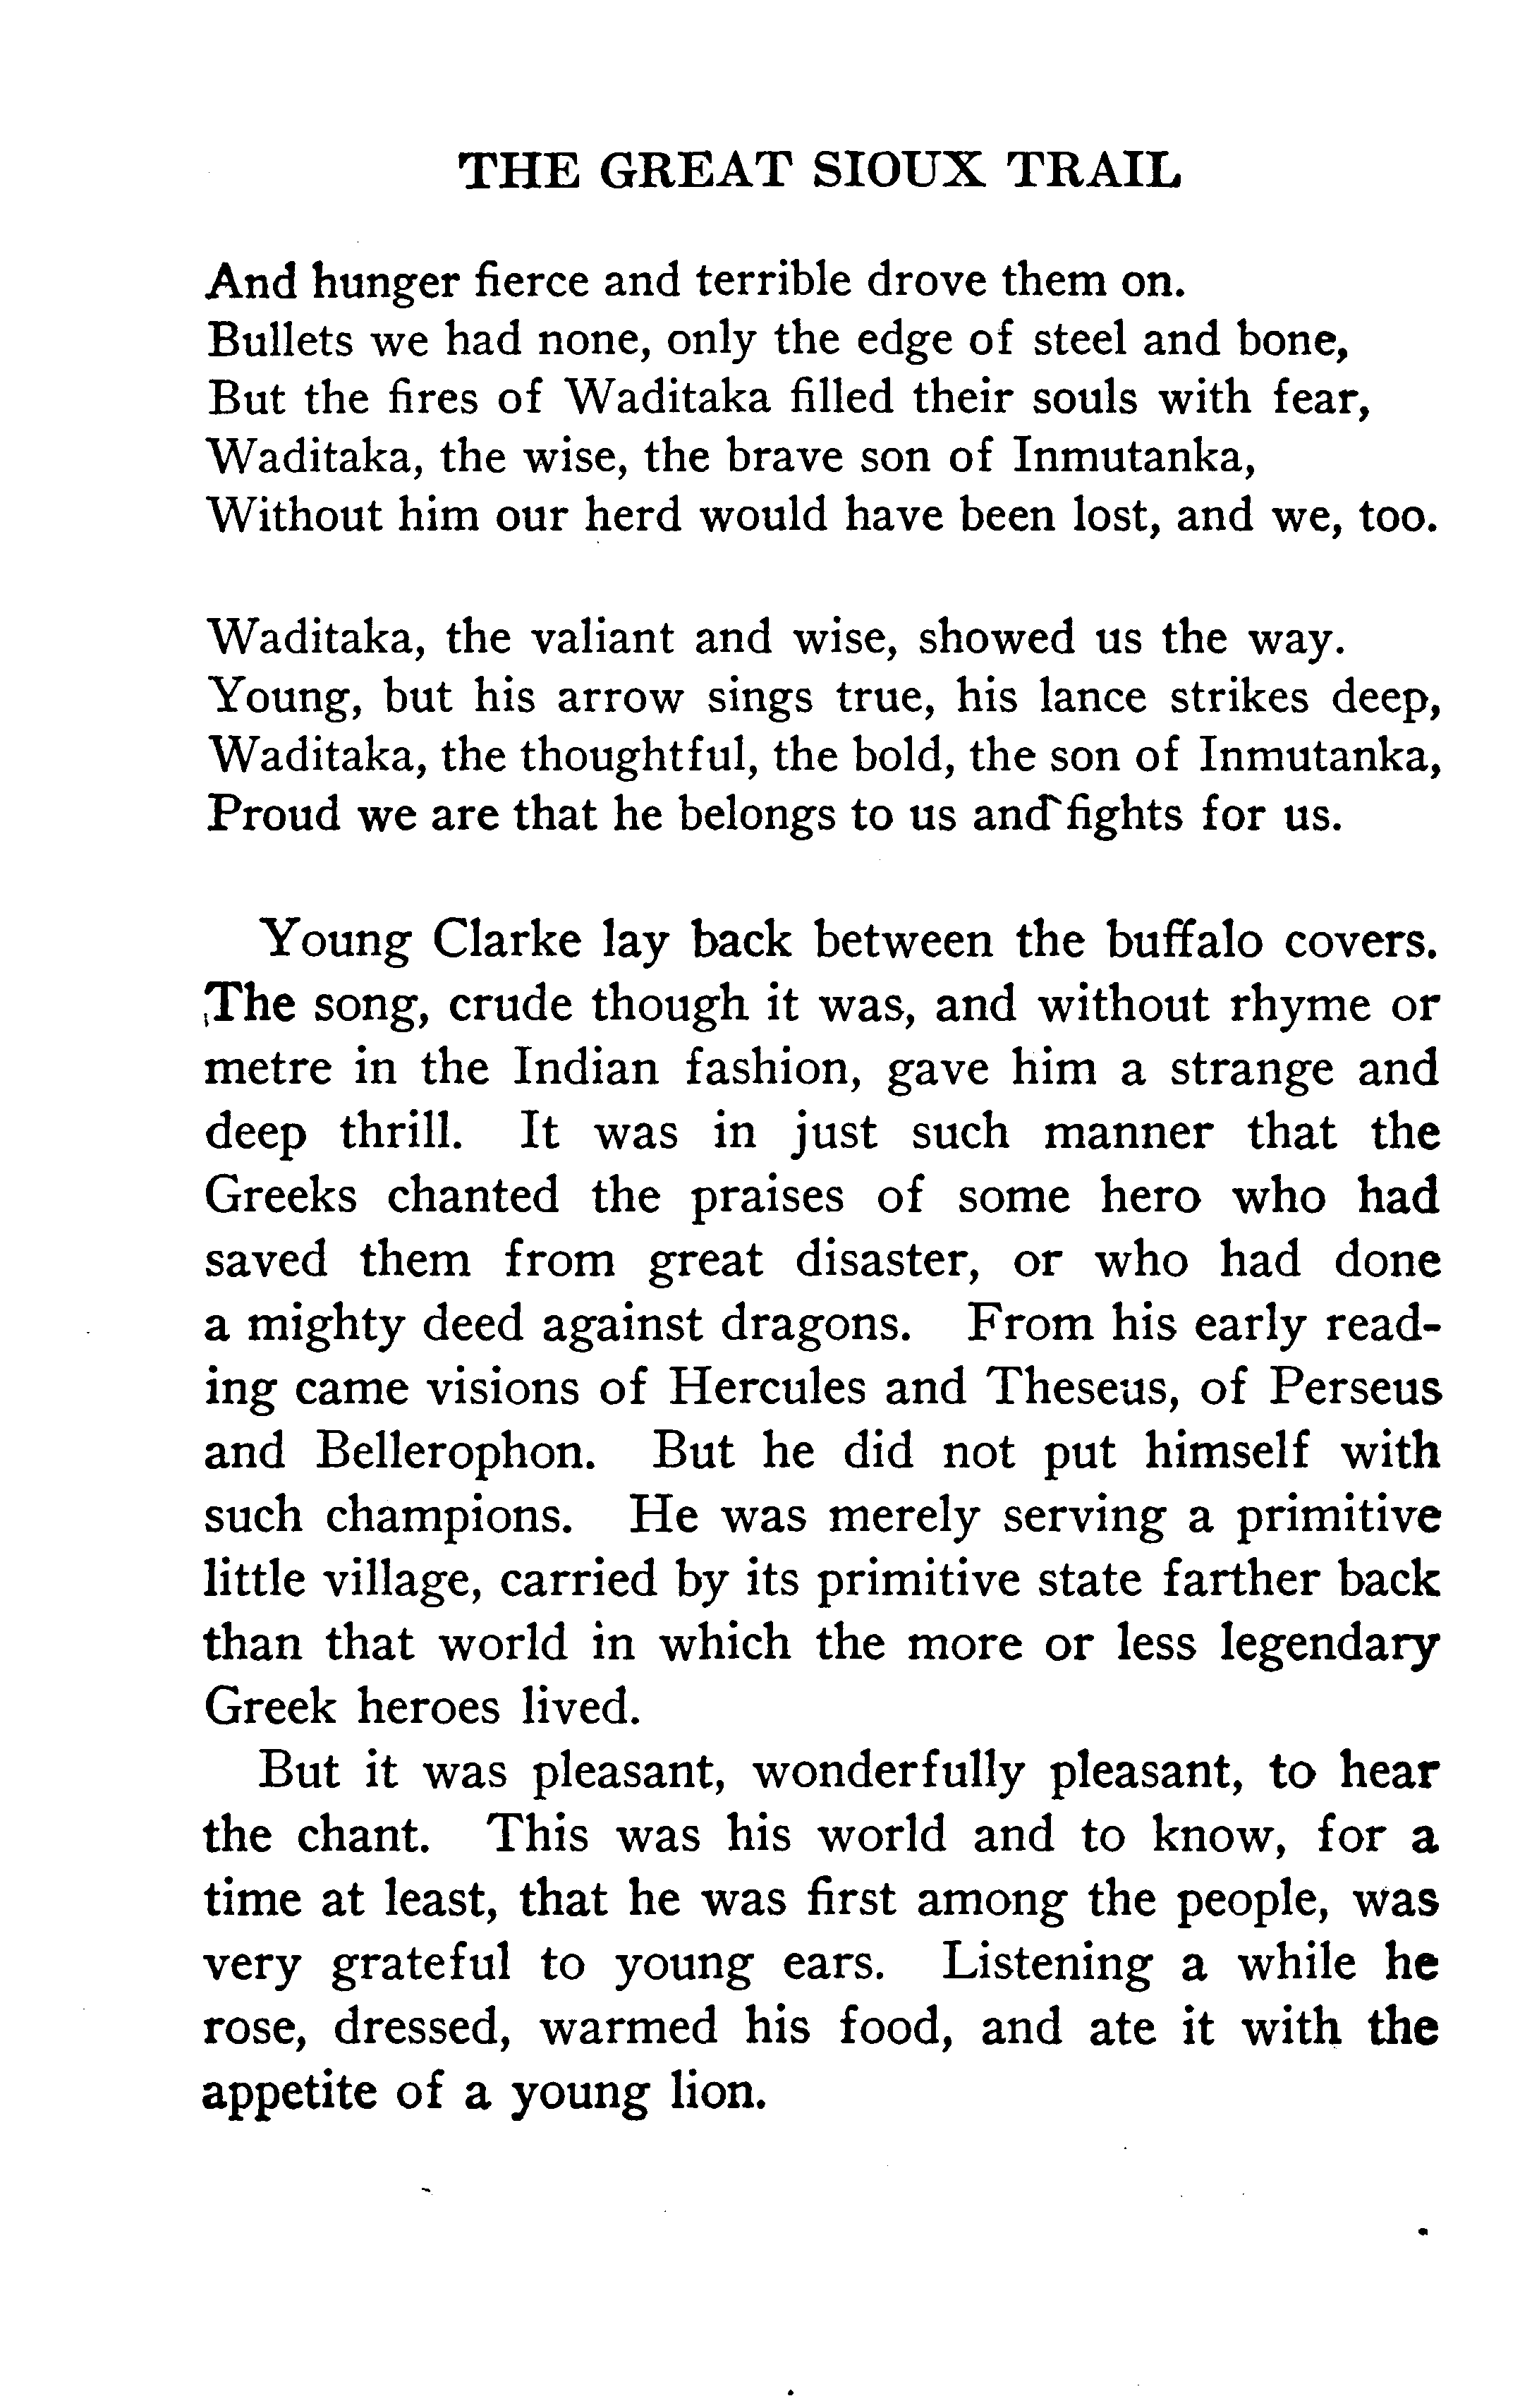 THE GREAT SIOUX TRAIL
And hunger fierce and terrible drove them on.
Bullets we had none, only the edge of steel and bone,
But the fires of Waditaka filled their souls with fear,
Waditaka, the wise, the brave son of Inmutanka,
Without him our herd would have been lost, and we, too.
Waditaka, the valiant and wise, showed us the way.
Young, but his arrow sings true, his lance strikes deep,
Waditaka, the thoughtful, the bold, the son of Inmutanka,
Proud we are that he belongs to us and fights for us.
Young Clarke lay back between the buffalo covers.
The song, crude though it was, and without rhyme or
metre in the Indian fashion, gave him a strange and
deep thrill. It was in just such manner that the
Greeks chanted the praises of some hero who had
saved them from great disaster, or who had done
a mighty deed against dragons. From his early read-
ing came visions of Hercules and Theseus, of Perseus
and Bellerophon. But he did not put himself with
such champions. He was merely serving a primitive
little village, carried by its primitive state farther back
than that world in which the more or less legendary
Greek heroes lived.
But it was pleasant, wonderfully pleasant, to hear
the chant. This was his world and to know, for a
time at least, that he was first among the people, was
very grateful to young ears. Listening a while he
rose, dressed, warmed his food, and ate it with the
appetite of a young lion.